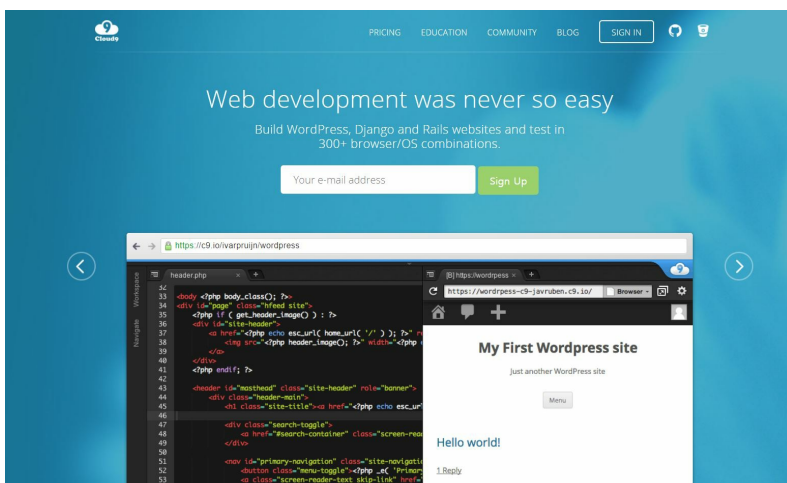 9
Cloud9
PRICING EDUCATION COMMUNITY BLOG SIGN IN
Web development was never so easy
Build WordPress, Django and Rails websites and test in
300+ browser/OS combinations.
Your e-mail address Sign Up
https://c9.io/ivarpruijn/wordpress
Workspace
Navigate
header.php × +
32
33 <body <?php body_class(); ?>>
34 <div id="page" class="hfeed site">
35 <?php if ( get_header_image() ) : ?>
36 <div id="site-header">
37 <a href="<?php echo esc_url( home_url( '/' ) ); ?>" re
38 <img src="<?php header_image(); ?>" width="<?php e
39 </a>
40 </div>
41 <?php endif; ?>
42
43 <header id="masthead" class="site-header" role="banner">
44 <div class="header-main">
45 <h1 class="site-title"><a href="<?php echo esc_url
46
47 <div class="search-toggle">
48 <a href="#search-container" class="screen-rea
49 </div>
50
51 <nav id="primary-navigation" class="site-navigatio
52 <button class="menu-toggle"><?php _e( 'Primar
53 <a class="screen-reader-text skip-link" href=
[B] https://wordpress × +
9
https://wordrpess-c9-javruben.c9.io/ Browser
My First Wordpress site
Just another WordPress site
Menu
Hello world!
1 Reply